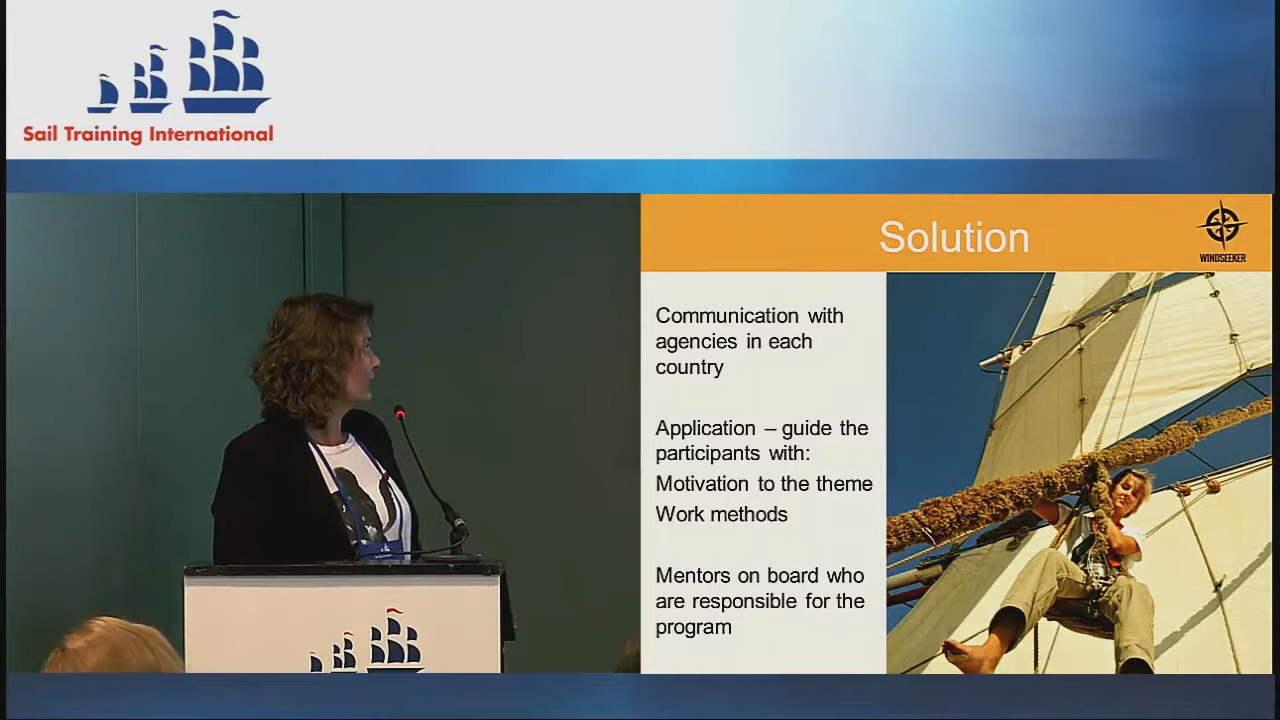 Sail Training International
Solution
WINDSEEKER
Communication with
agencies in each
country
Application – guide the
participants with:
Motivation to the theme
Work methods
Mentors on board who
are responsible for the
program